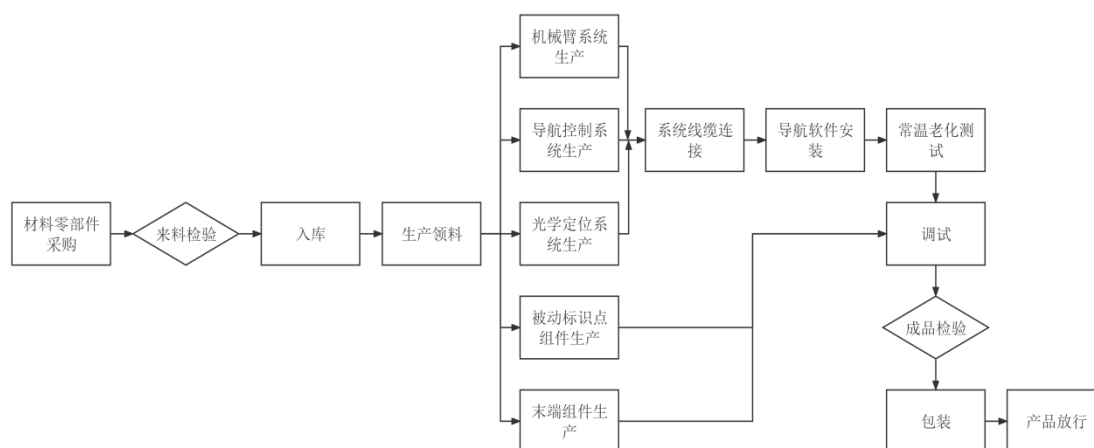 机械臂系统
生产
导航控制系
统生产
系统线缆连
接
导航软件安
装
常温老化测
试
材料零部件
采购
来料检验
入库
生产领料
光学定位系
统生产
调试
被动标识点
组件生产
成品检验
末端组件生
产
包装
产品放行